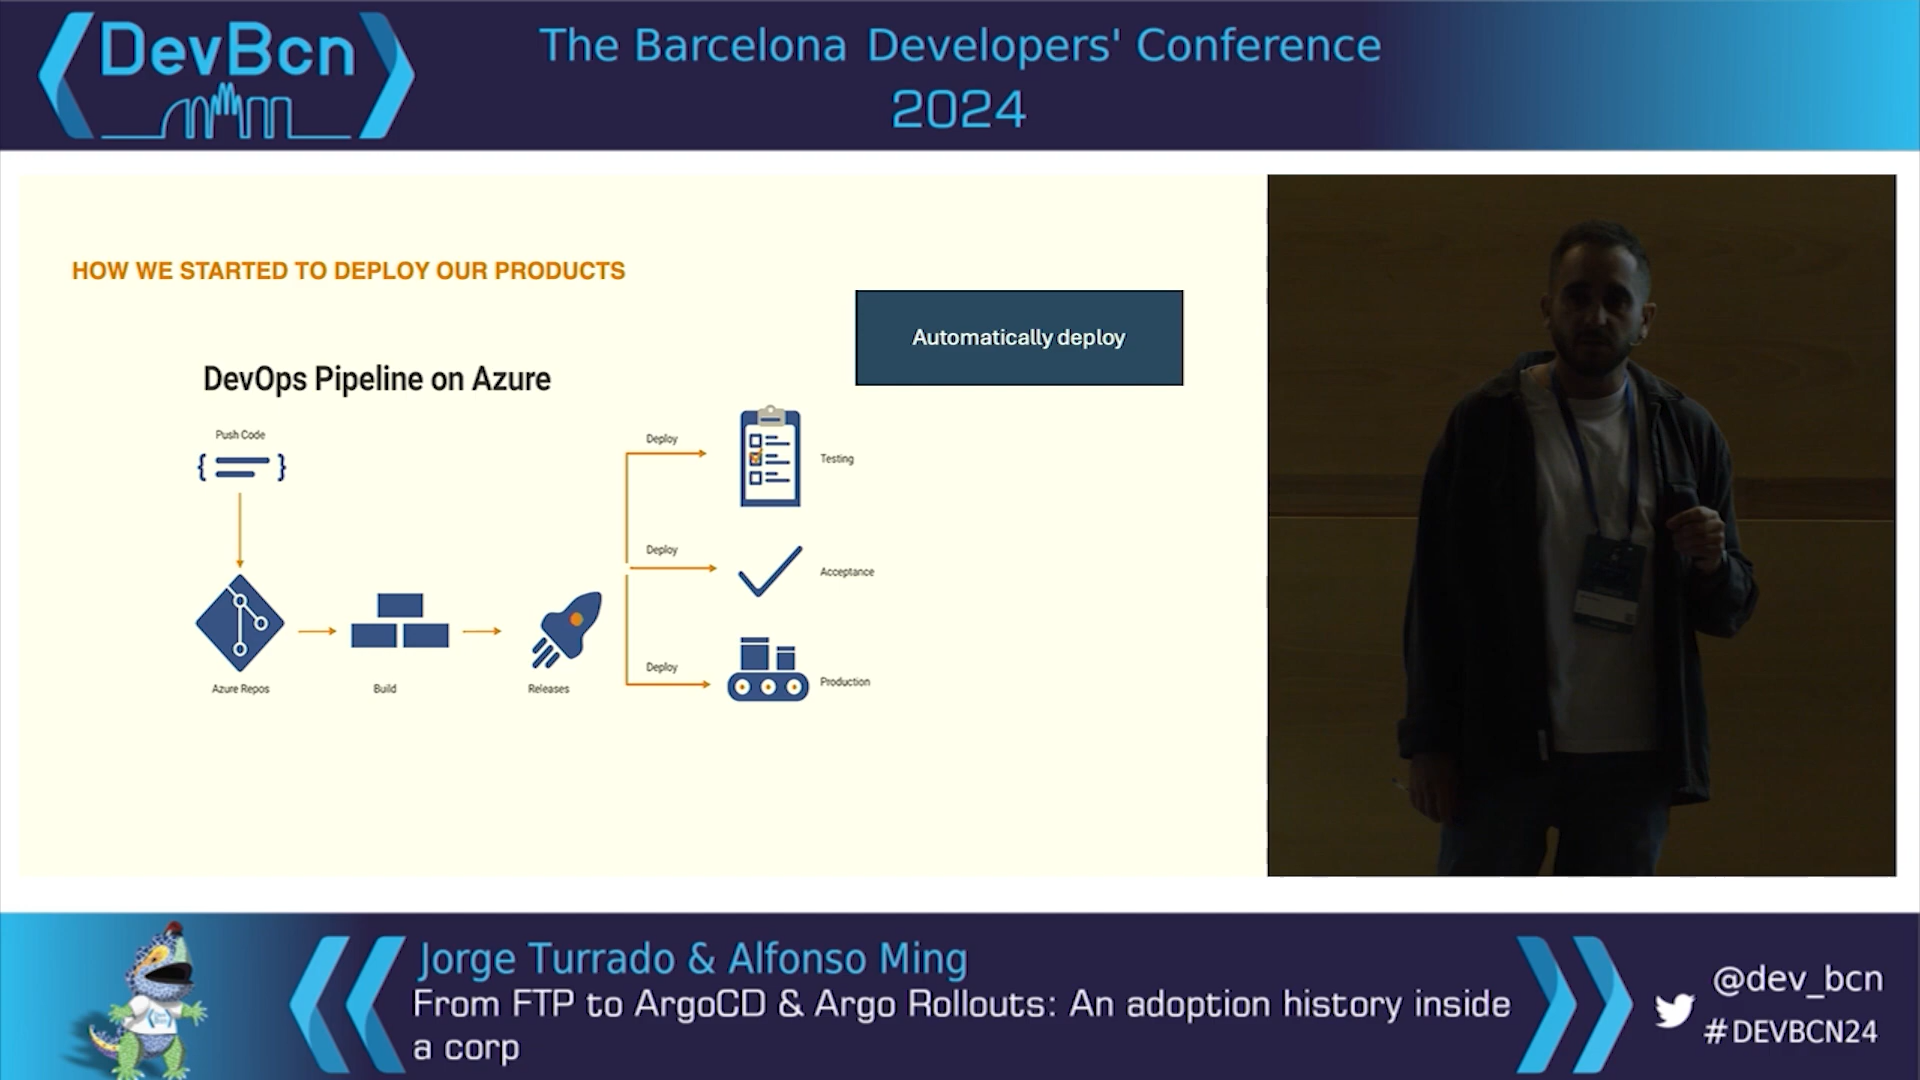 DevBcn
The Barcelona Developers' Conference
2024
HOW WE STARTED TO DEPLOY OUR PRODUCTS
Automatically deploy
DevOps Pipeline on Azure
Push Code
Deploy
Testing
Deploy
Acceptance
Deploy
Production
Azure Repos
Build
Releases
Jorge Turrado & Alfonso Ming
From FTP to ArgoCD & Argo Rollouts: An adoption history inside
a corp
@dev_bcn
#DEVBCN24